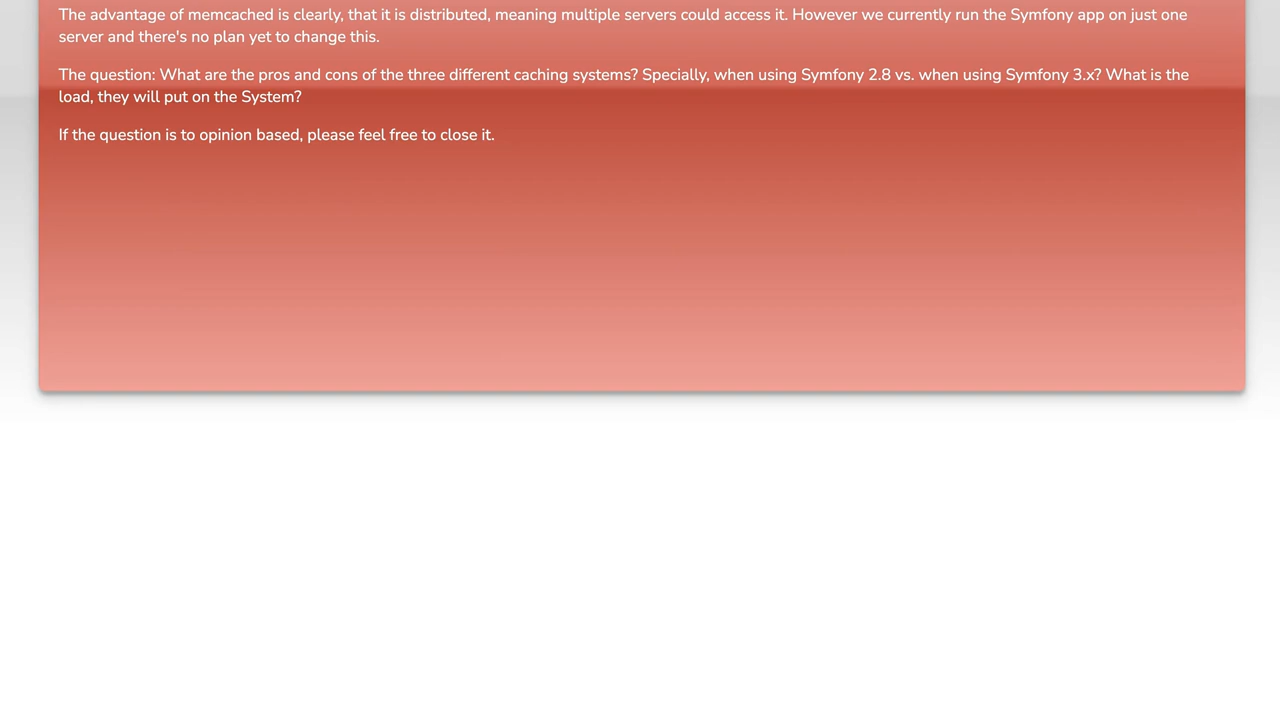 The advantage of memcached is clearly, that it is distributed, meaning multiple servers could access it. However we currently run the Symfony app on just one
server and there's no plan yet to change this.
The question: What are the pros and cons of the three different caching systems? Specially, when using Symfony 2.8 vs. when using Symfony 3.x? What is the
load, they will put on the System?
If the question is to opinion based, please feel free to close it.